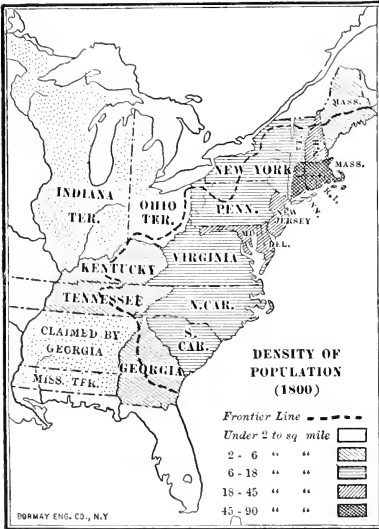 MASS.
VT.
N.H.
NEW YORK
MASS.
R.I.
PENN.
NEW JERSEY
MD.
DEL.
INDIANA
TER.
OHIO
TER.
VIRGINIA
KENTUCKY
TENNESSEE
N.CAR.
S.
CAR.
CLAIMED BY
GEORGIA
GEORGIA
MISS. TER.
DENSITY OF
POPULATION
(1800)
Frontier Line
Under 2 to sq mile
2 - 6 " "
6 - 18 " "
18 - 45 " "
45 - 90 " "
BORMAY ENG. CO., N.Y